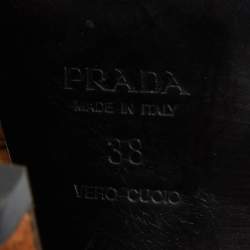 PRADA
MADE IN ITALY
38
VERO CUOIO